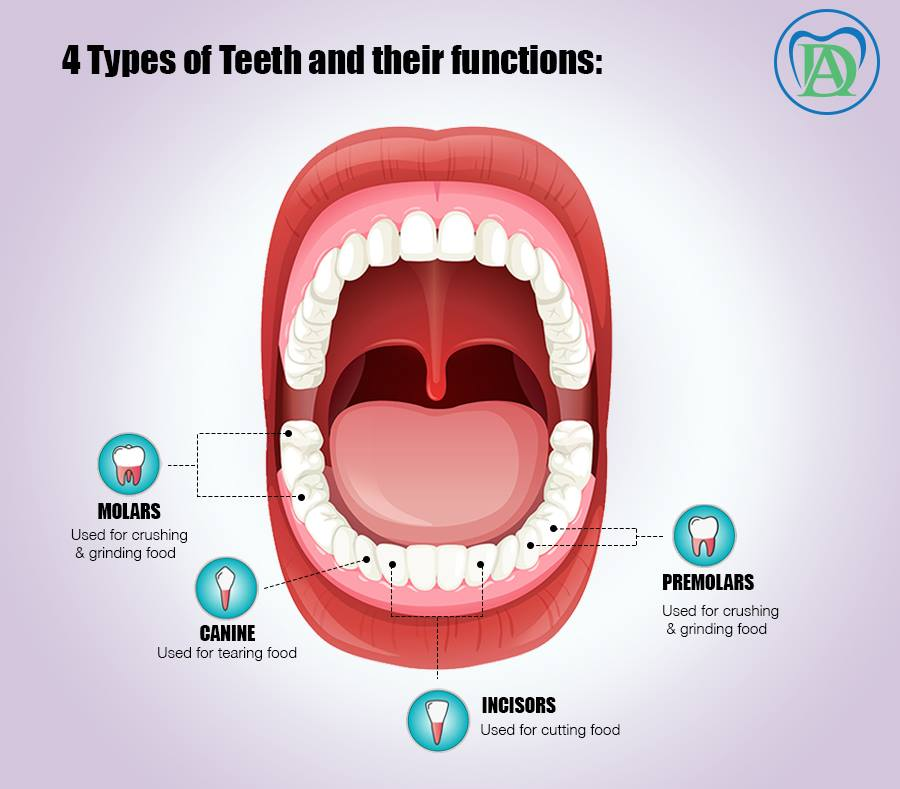 4 Types of Teeth and their functions:
DA
MOLARS
Used for crushing
& grinding food
CANINE
Used for tearing food
PREMOLARS
Used for crushing
& grinding food
INCISORS
Used for cutting food